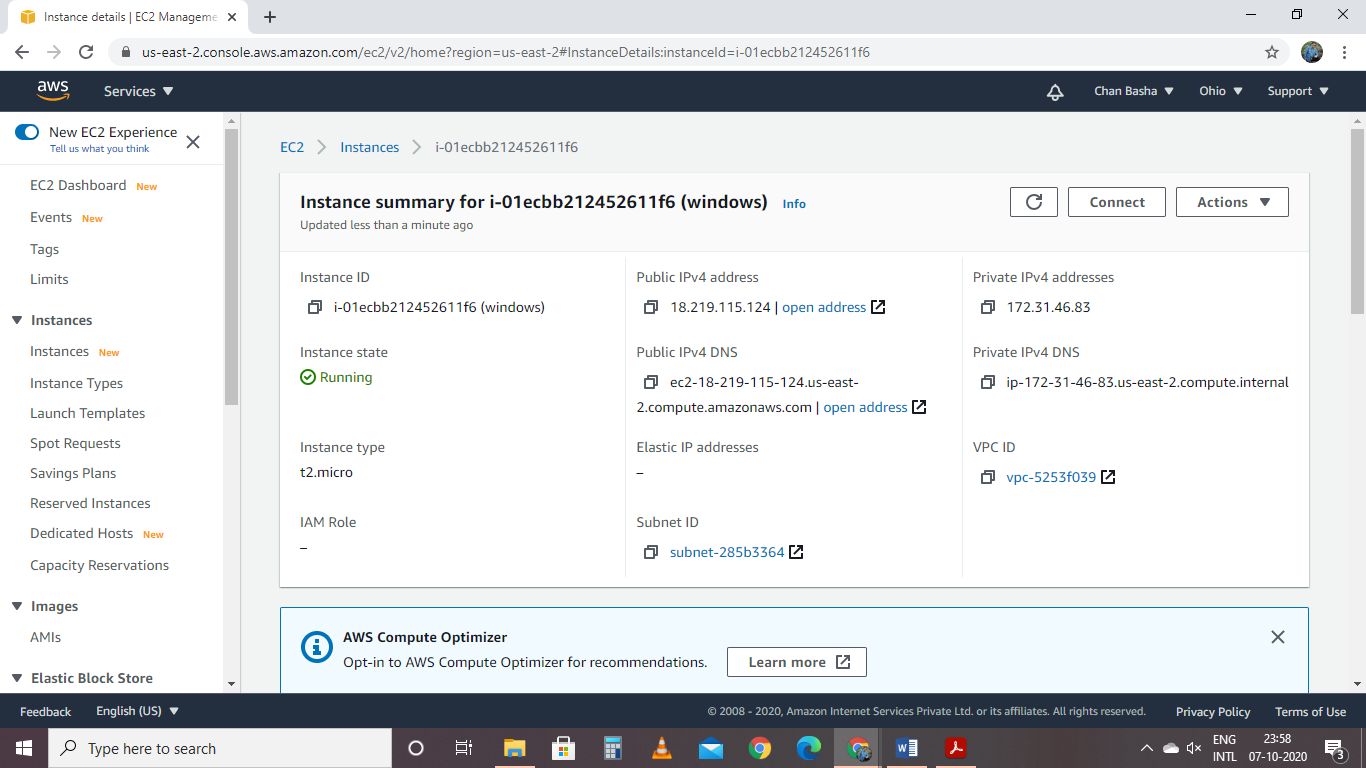 Instance details | EC2 Manageme
us-east-2.console.aws.amazon.com/ec2/v2/home?region=us-east-2#InstanceDetails:instanceId=i-01ecbb212452611f6
aws Services Chan Basha Ohio Support
New EC2 Experience
Tell us what you think
EC2 Dashboard New
Events New
Tags
Limits
Instances
Instances New
Instance Types
Launch Templates
Spot Requests
Savings Plans
Reserved Instances
Dedicated Hosts New
Capacity Reservations
Images
AMIs
Elastic Block Store
EC2 > Instances > i-01ecbb212452611f6
Instance summary for i-01ecbb212452611f6 (windows) Info
Updated less than a minute ago
Connect Actions
Instance ID
i-01ecbb212452611f6 (windows)
Public IPv4 address
18.219.115.124 | open address
Private IPv4 addresses
172.31.46.83
Instance state
Running
Public IPv4 DNS
ec2-18-219-115-124.us-east-
2.compute.amazonaws.com | open address
Private IPv4 DNS
ip-172-31-46-83.us-east-2.compute.internal
Instance type
t2.micro
Elastic IP addresses
–
VPC ID
vpc-5253f039
IAM Role
–
Subnet ID
subnet-285b3364
AWS Compute Optimizer
Opt-in to AWS Compute Optimizer for recommendations.
Learn more
Feedback English (US) © 2008 - 2020, Amazon Internet Services Private Ltd. or its affiliates. All rights reserved. Privacy Policy Terms of Use
Type here to search
ENG
INTL
23:58
07-10-2020
3